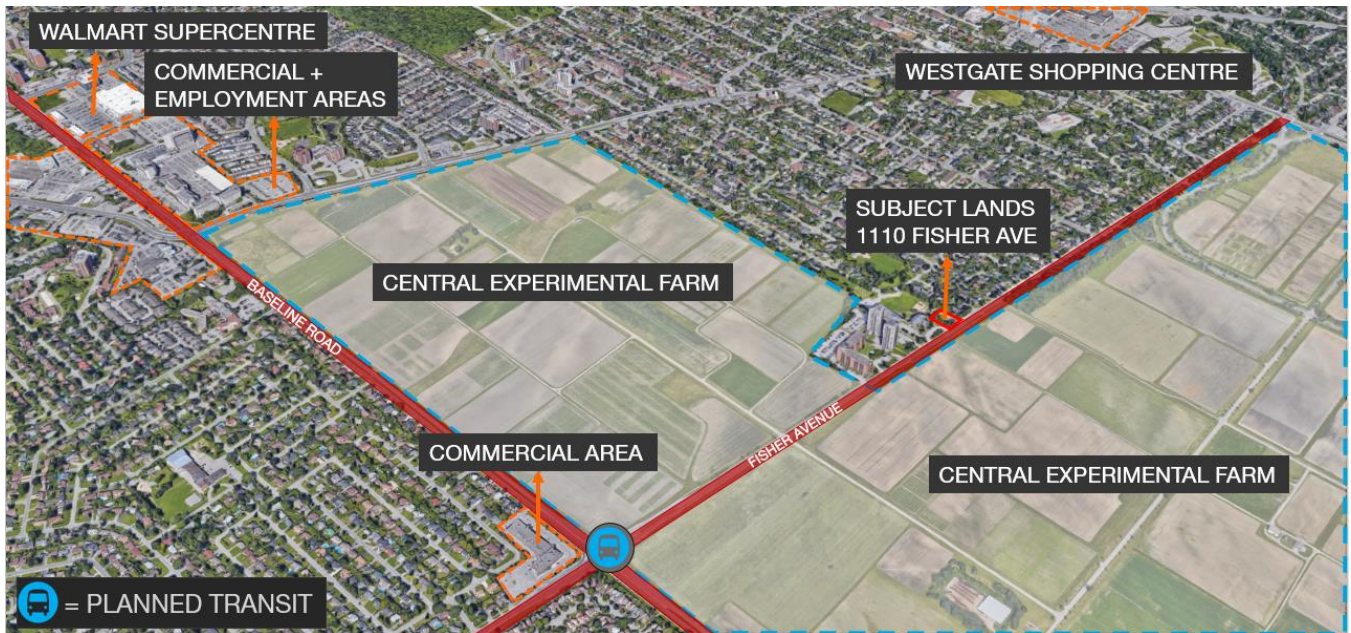 WALMART SUPERCENTRE
COMMERCIAL +
EMPLOYMENT AREAS
WESTGATE SHOPPING CENTRE
SUBJECT LANDS
1110 FISHER AVE
CENTRAL EXPERIMENTAL FARM
BASELINE ROAD
FISHER AVENUE
COMMERCIAL AREA
CENTRAL EXPERIMENTAL FARM
= PLANNED TRANSIT